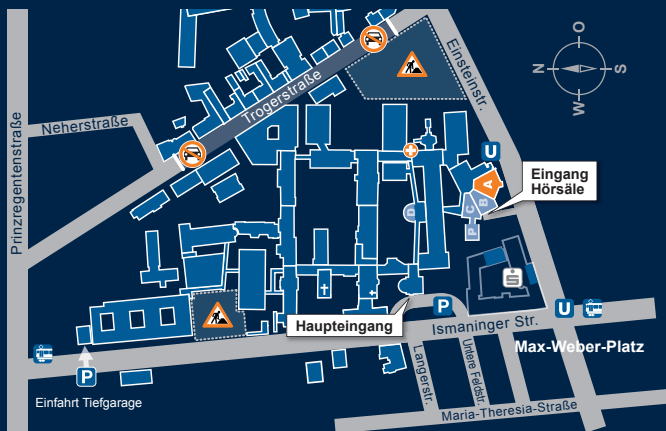 O
N
S
W
Einsteinstr.
Trogerstraße
Neherstraße
Prinzregentenstraße
U
Eingang
Hörsäle
A
B
C
D
P
S
Haupteingang
P
Ismaninger Str.
U
Max-Weber-Platz
Langerstr.
Untere Feldstr.
Maria-Theresia-Straße
P
Einfahrt Tiefgarage